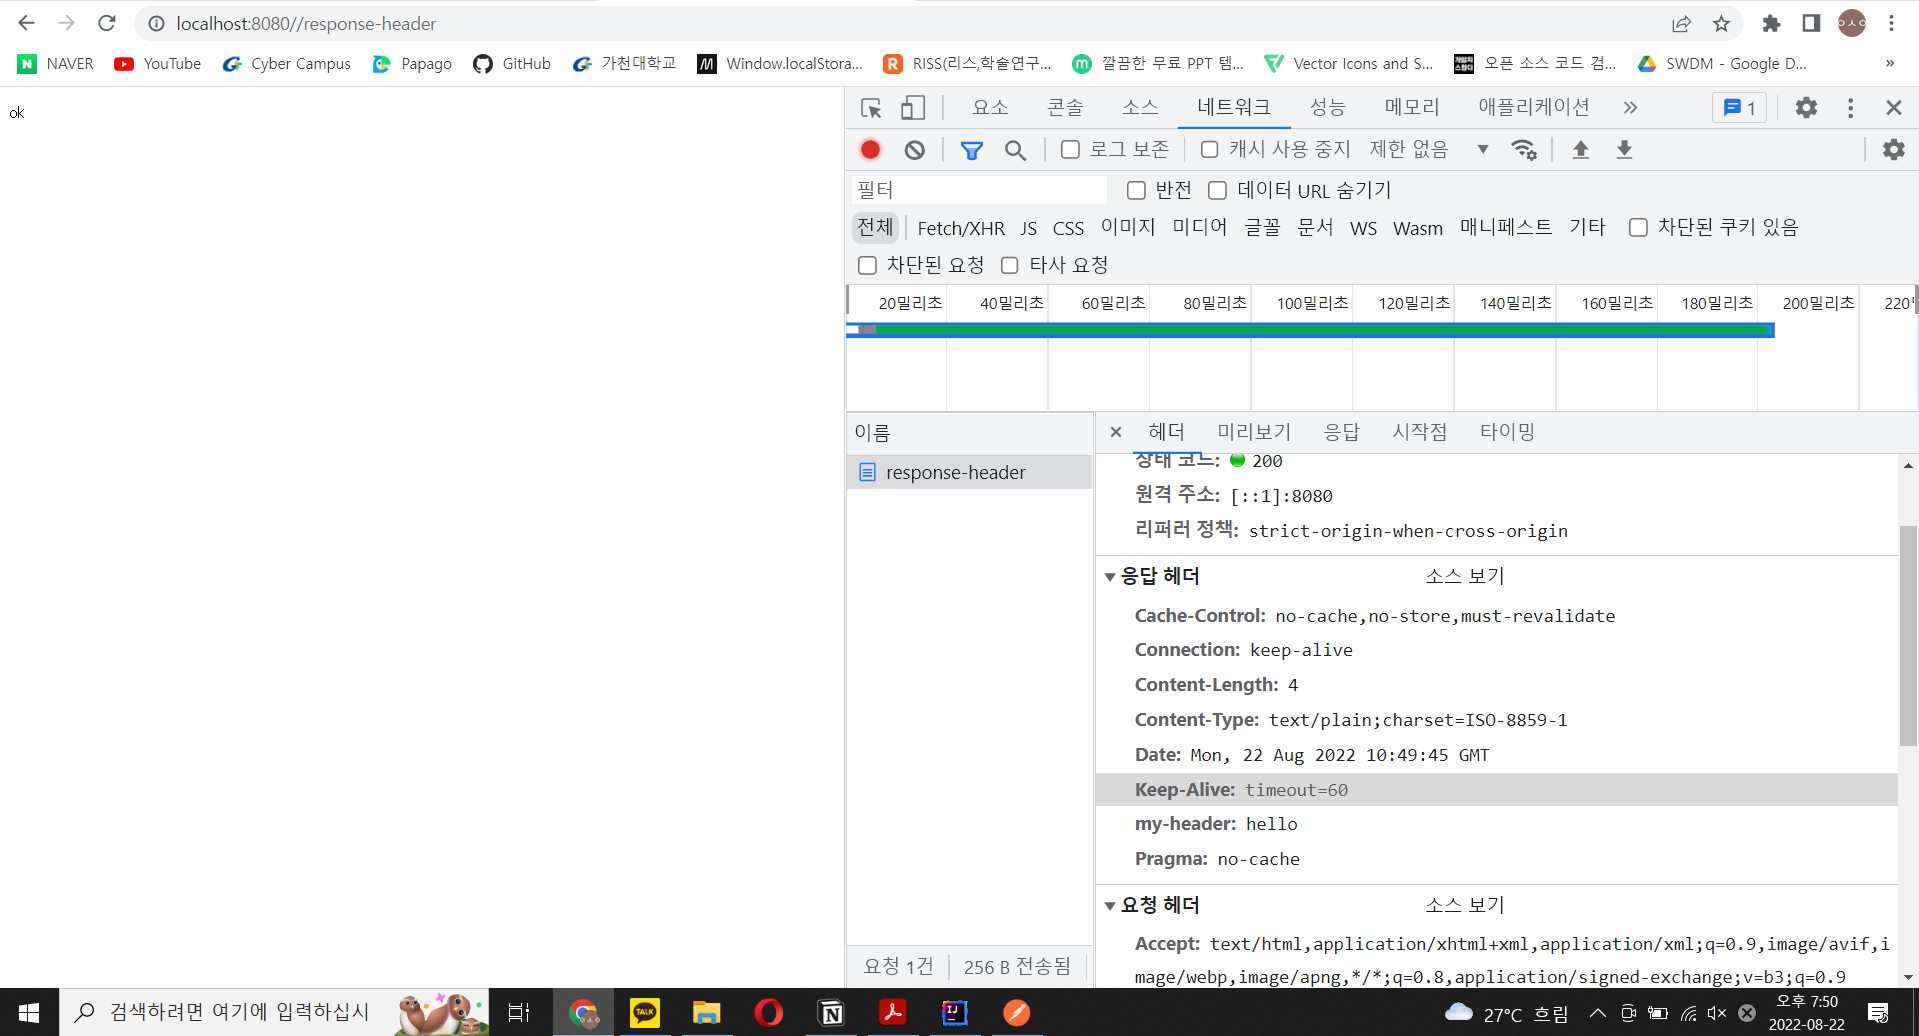 localhost:8080//response-header
ㅇㅅㅇ
NAVER YouTube Cyber Campus Papago GitHub 가천대학교 Window.localStora... RISS(리스,학술연구... 깔끔한 무료 PPT 템... Vector Icons and S... 오픈 소스 코드 검... SWDM - Google D... »
ok
요소 콘솔 소스 네트워크 성능 메모리 애플리케이션 » 1
로그 보존 캐시 사용 중지 제한 없음
필터 반전 데이터 URL 숨기기
전체 Fetch/XHR JS CSS 이미지 미디어 글꼴 문서 WS Wasm 매니페스트 기타 차단된 쿠키 있음
차단된 요청 타사 요청
20밀리초 40밀리초 60밀리초 80밀리초 100밀리초 120밀리초 140밀리초 160밀리초 180밀리초 200밀리초 220
이름
response-header
헤더 미리보기 응답 시작점 타이밍
상태 코드: 200
원격 주소: [::1]:8080
리퍼러 정책: strict-origin-when-cross-origin
응답 헤더 소스 보기
Cache-Control: no-cache,no-store,must-revalidate
Connection: keep-alive
Content-Length: 4
Content-Type: text/plain;charset=ISO-8859-1
Date: Mon, 22 Aug 2022 10:49:45 GMT
Keep-Alive: timeout=60
my-header: hello
Pragma: no-cache
요청 헤더 소스 보기
Accept: text/html,application/xhtml+xml,application/xml;q=0.9,image/avif,i
mage/webp,image/apng,*/*;q=0.8,application/signed-exchange;v=b3;q=0.9
요청 1건 256 B 전송됨
검색하려면 여기에 입력하십시
TALK
27°C 흐림
오후 7:50
2022-08-22